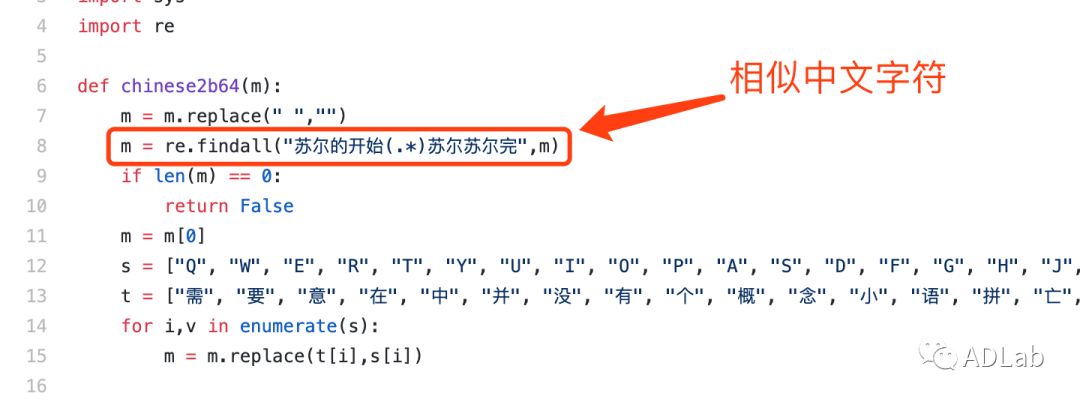 3 import sys
4 import re
5
6 def chinese2b64(m):
相似中文字符
7 m = m.replace(" ","")
8 m = re.findall("苏尔的开始(.*)苏尔苏尔完",m)
9 if len(m) == 0:
10 return False
11 m = m[0]
12 s = ["Q", "W", "E", "R", "T", "Y", "U", "I", "O", "P", "A", "S", "D", "F", "G", "H", "J",
13 t = ["需", "要", "意", "在", "中", "并", "没", "有", "个", "概", "念", "小", "语", "拼", "亡",
14 for i,v in enumerate(s):
15 m = m.replace(t[i],s[i])
16
ADLab